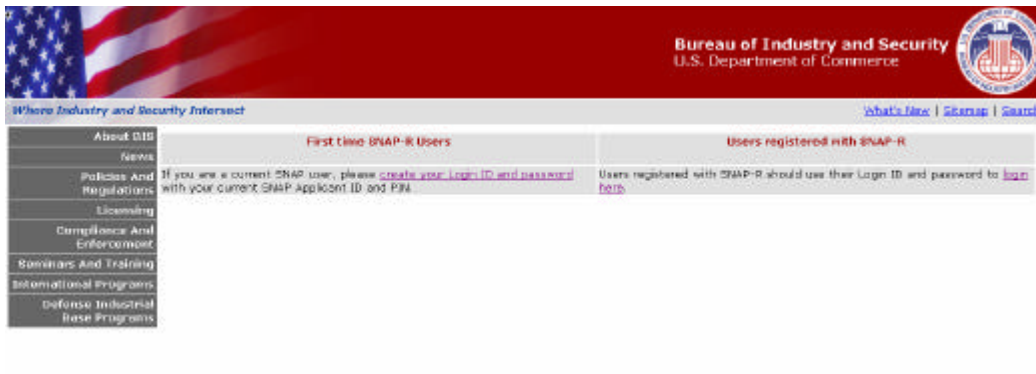 Bureau of Industry and Security
U.S. Department of Commerce
Where Industry and Security Intersect
What's New | Sitemap | Search
About BIS
News
Policies And
Regulations
Licensing
Compliance And
Enforcement
Seminars And Training
International Programs
Defense Industrial
Base Programs
First time SNAP-R Users
Users registered with SNAP-R
If you are a current SNAP user, please create your Login ID and password
with your current SNAP Applicant ID and PIN.
Users registered with SNAP-R should use their Login ID and password to login
here.